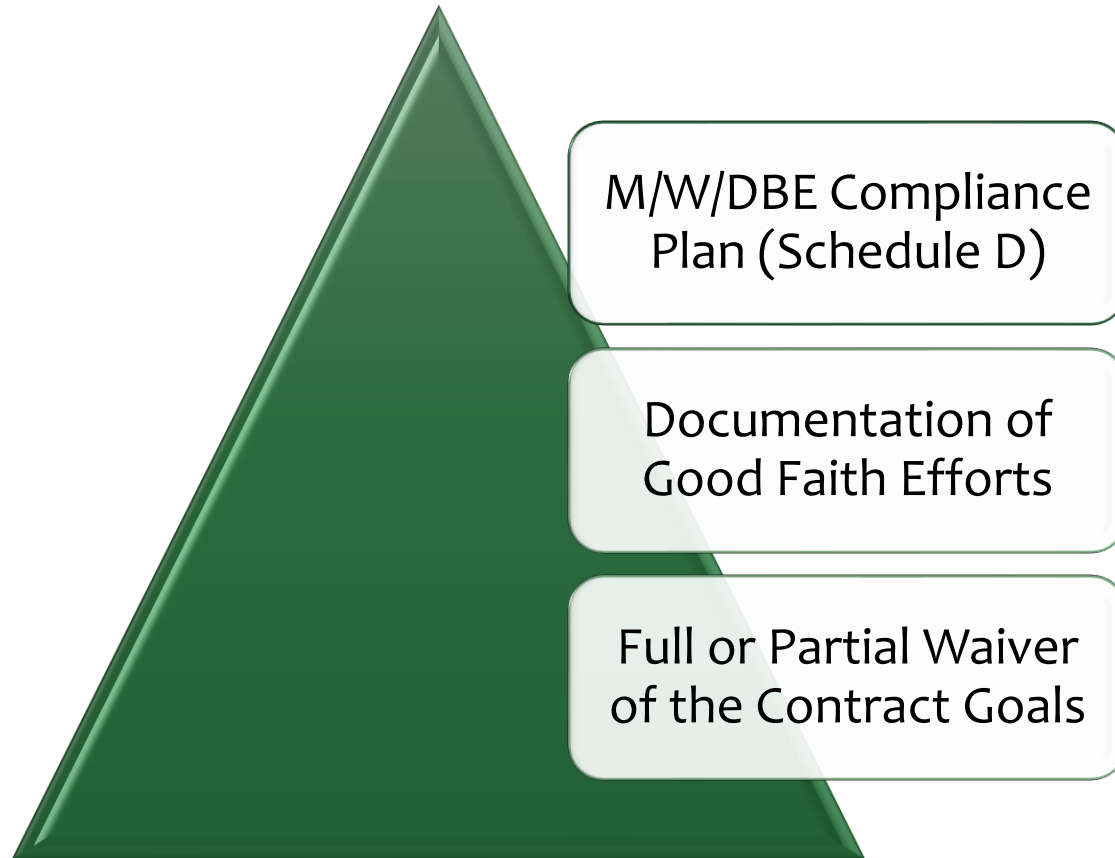 M/W/DBE Compliance
Plan (Schedule D)
Documentation of
Good Faith Efforts
Full or Partial Waiver
of the Contract Goals